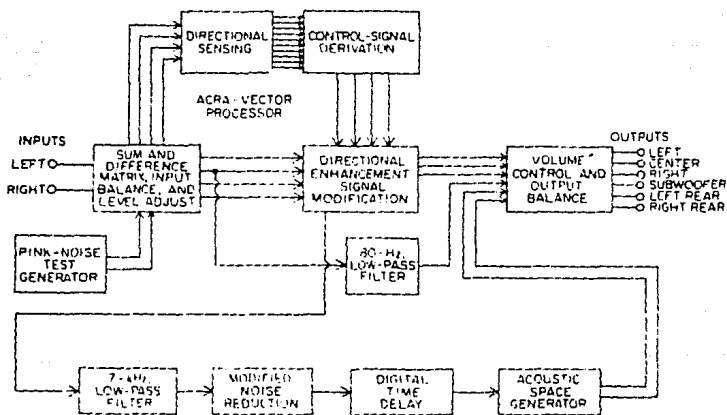 DIRECTIONAL
SENSING
CONTROL-SIGNAL
DERIVATION
ACRA-VECTOR
PROCESSOR
INPUTS
LEFT
RIGHT
SUM AND
DIFFERENCE
MATRIX, INPUT
BALANCE, AND
LEVEL ADJUST
DIRECTIONAL
ENHANCEMENT
SIGNAL
MODIFICATION
VOLUME
CONTROL AND
OUTPUT
BALANCE
OUTPUTS
LEFT
CENTER
RIGHT
SUBWOOFER
LEFT REAR
RIGHT REAR
PINK-NOISE
TEST
GENERATOR
80-Hz,
LOW-PASS
FILTER
7-kHz,
LOW-PASS
FILTER
MODIFIED
NOISE
REDUCTION
DIGITAL
TIME
DELAY
ACOUSTIC
SPACE
GENERATOR